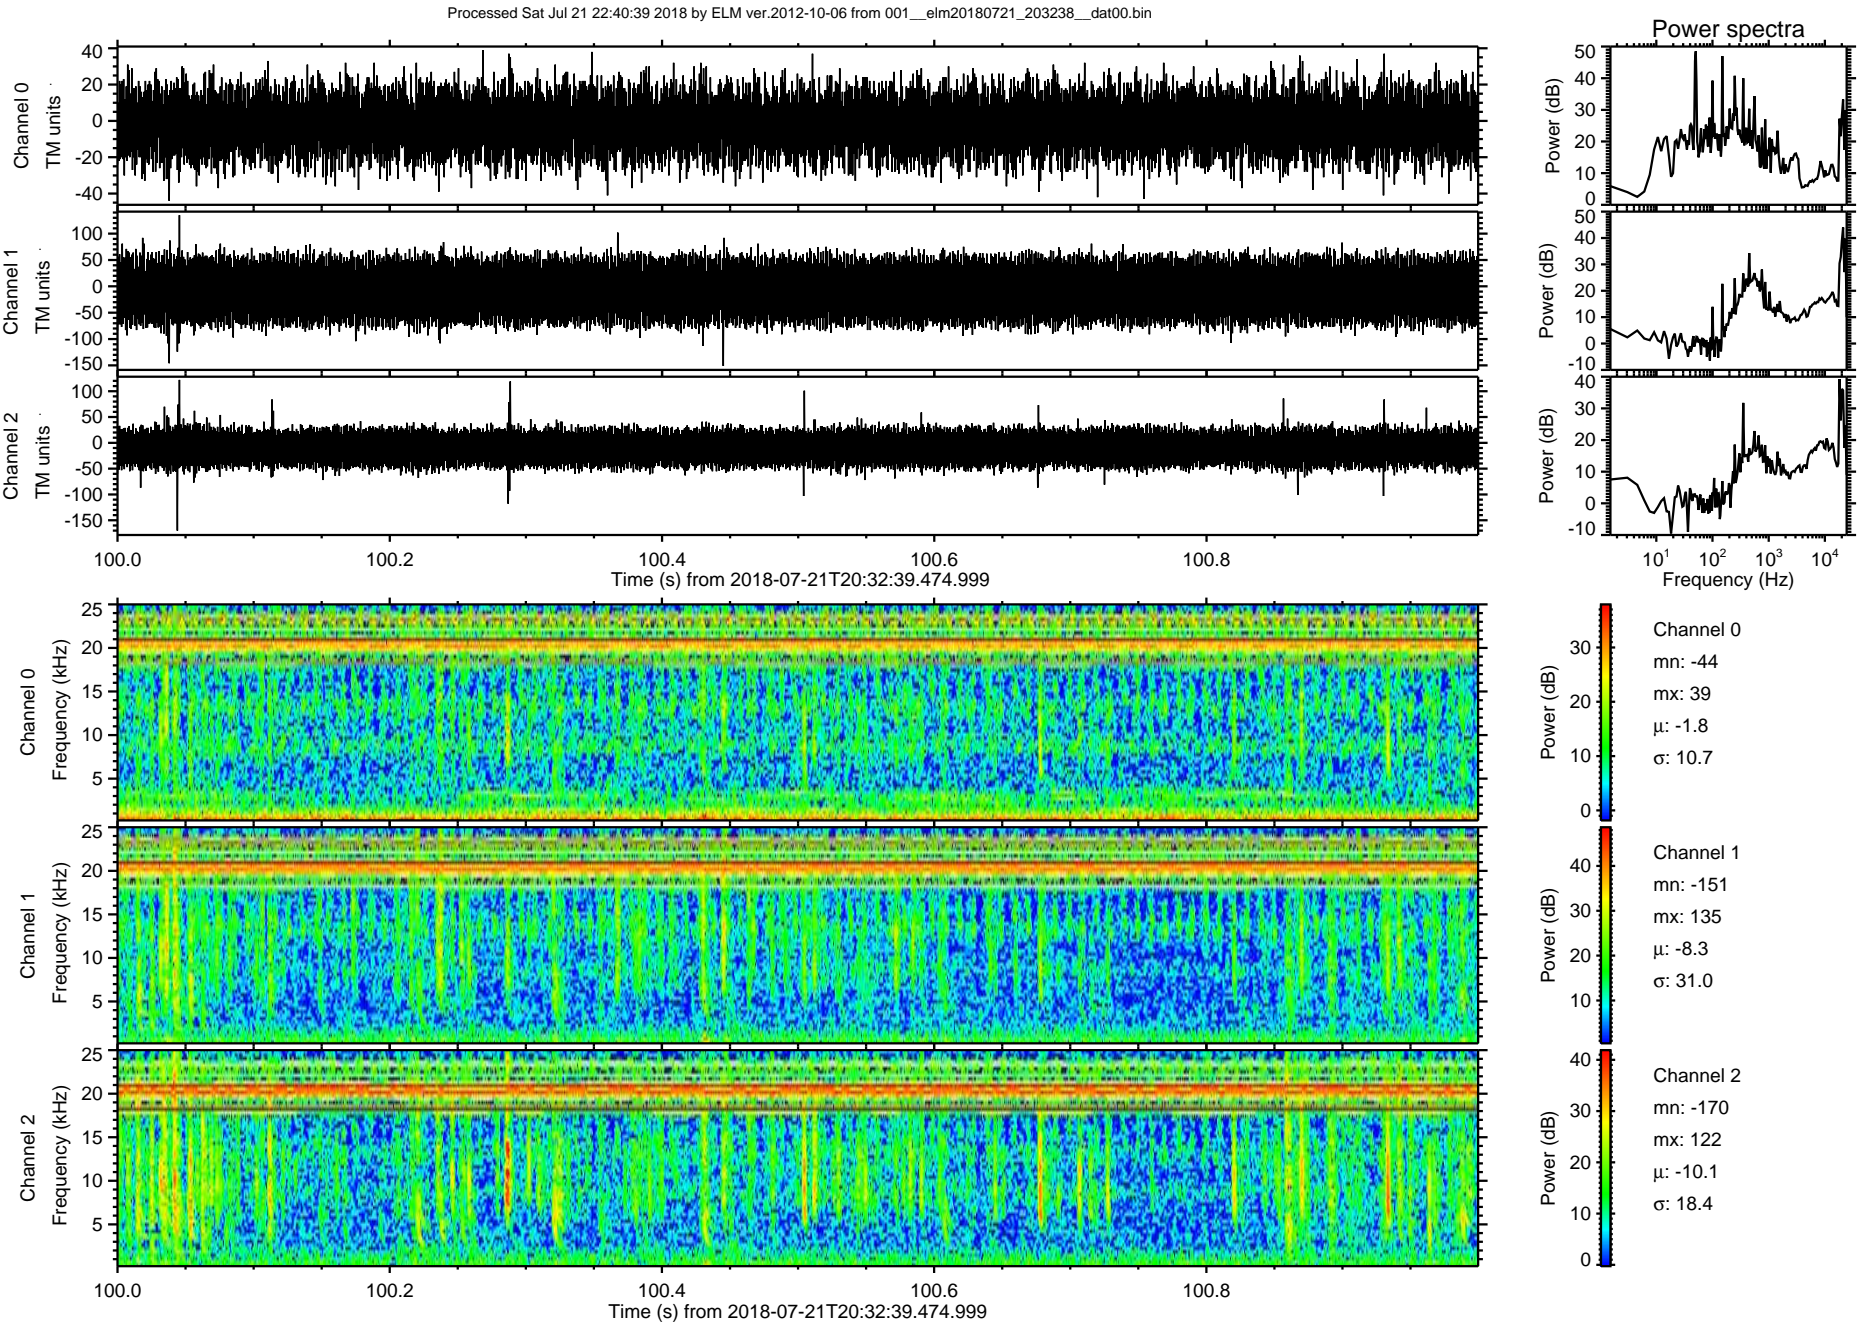 Processed Sat Jul 21 22:40:39 2018 by ELM ver.2012-10-06 from 001__elm20180721_203238__dat00.bin
Power spectra
Channel 0
TM units
40
20
0
-20
-40
Power (dB)
50
40
30
20
10
0
Channel 1
TM units
100
50
0
-50
-100
-150
Power (dB)
50
40
30
20
10
0
-10
Channel 2
TM units
100
50
0
-50
-100
-150
Power (dB)
40
30
20
10
0
-10
100.0 100.2 100.4 100.6 100.8
Time (s) from 2018-07-21T20:32:39.474.999
10¹ 10² 10³ 10⁴
Frequency (Hz)
Channel 0
Frequency (kHz)
25
20
15
10
5
Power (dB)
30
20
10
0
Channel 0
mn: -44
mx: 39
µ: -1.8
σ: 10.7
Channel 1
Frequency (kHz)
25
20
15
10
5
Power (dB)
40
30
20
10
Channel 1
mn: -151
mx: 135
µ: -8.3
σ: 31.0
Channel 2
Frequency (kHz)
25
20
15
10
5
Power (dB)
40
30
20
10
0
Channel 2
mn: -170
mx: 122
µ: -10.1
σ: 18.4
100.0 100.2 100.4 100.6 100.8
Time (s) from 2018-07-21T20:32:39.474.999